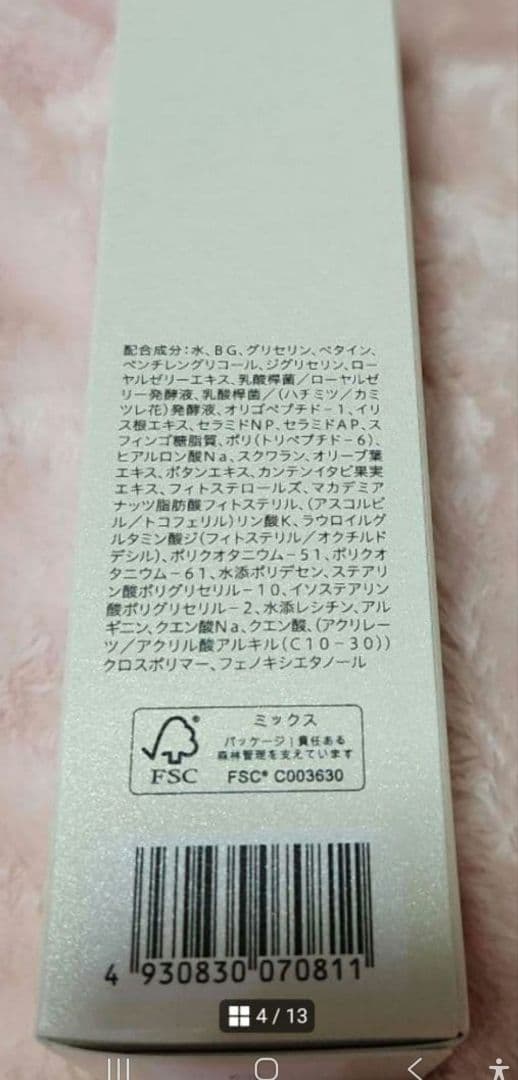 配合成分:水、BG、グリセリン、ベタイン、
ペンチレングリコール、ジグリセリン、ロー
ヤルゼリーエキス、乳酸桿菌／ローヤルゼ
リー発酵液、乳酸桿菌／(ハチミツ／カミ
ツレ花)発酵液、オリゴペプチド-1、イリ
ス根エキス、セラミドNP、セラミドAP、ス
フィンゴ糖脂質、ポリ(トリペプチド-6)、
ヒアルロン酸Na、スクワラン、オリーブ葉
エキス、ボタンエキス、カンテンイタビ果実
エキス、フィトステロールズ、マカデミア
ナッツ脂肪酸フィトステリル、(アスコルビ
ル／トコフェリル)リン酸K、ラウロイルグ
ルタミン酸ジ(フィトステリル／オクチルド
デシル)、ポリクオタニウム-51、ポリクオ
タニウム-61、水添ポリデセン、ステアリ
ン酸ポリグリセリル-10、イソステアリン
酸ポリグリセリル-2、水添レシチン、アル
ギニン、クエン酸Na、クエン酸、(アクリレー
ツ／アクリル酸アルキル(C10-30))
クロスポリマー、フェノキシエタノール
ミックス
パッケージ｜責任ある
森林管理を支えています
FSC
FSC® C003630
4 930830 070811
4 / 13